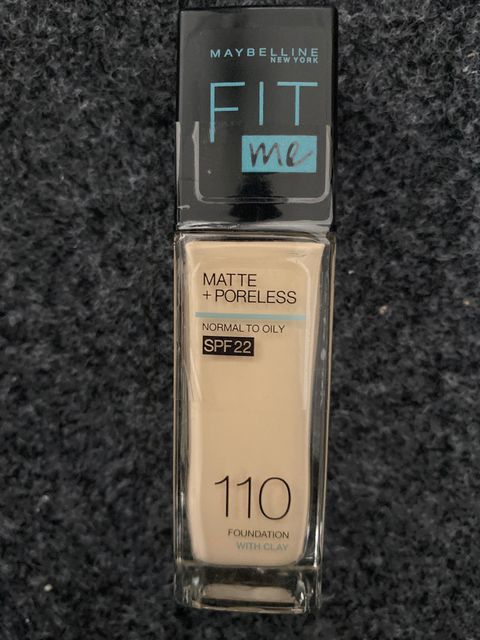 MAYBELLINE
NEW YORK
FIT
me
MATTE
+ PORELESS
NORMAL TO OILY
SPF 22
110
FOUNDATION
WITH CLAY